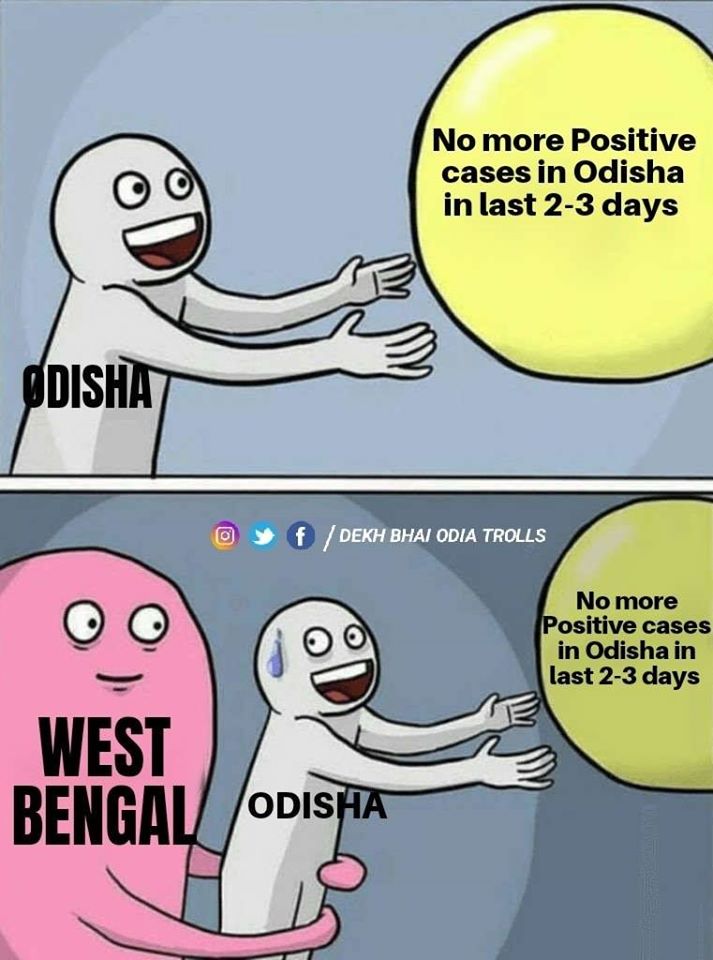 No more Positive
cases in Odisha
in last 2-3 days
ODISHA
/ DEKH BHAI ODIA TROLLS
No more
Positive cases
in Odisha in
last 2-3 days
WEST
BENGAL
ODISHA